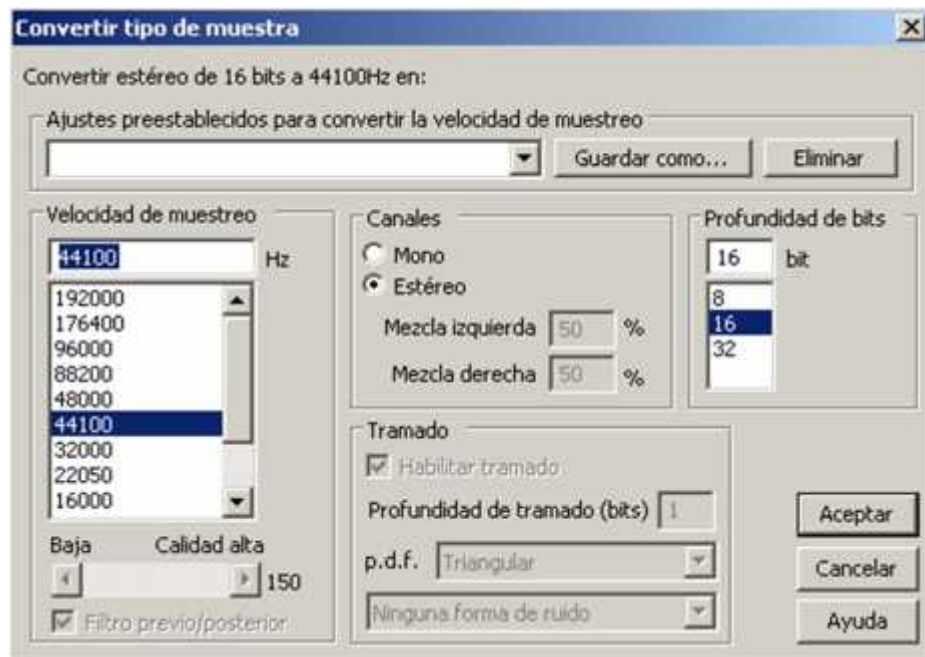 Convertir tipo de muestra
Convertir estéreo de 16 bits a 44100Hz en:
Ajustes preestablecidos para convertir la velocidad de muestreo
Guardar como...
Eliminar
Velocidad de muestreo
44100 Hz
192000
176400
96000
88200
48000
44100
32000
22050
16000
Baja Calidad alta
150
Filtro previo/posterior
Canales
Mono
Estéreo
Mezcla izquierda 50 %
Mezcla derecha 50 %
Profundidad de bits
16 bit
8
16
32
Tramado
Habilitar tramado
Profundidad de tramado (bits) 1
p.d.f. Triangular
Ninguna forma de ruido
Aceptar
Cancelar
Ayuda